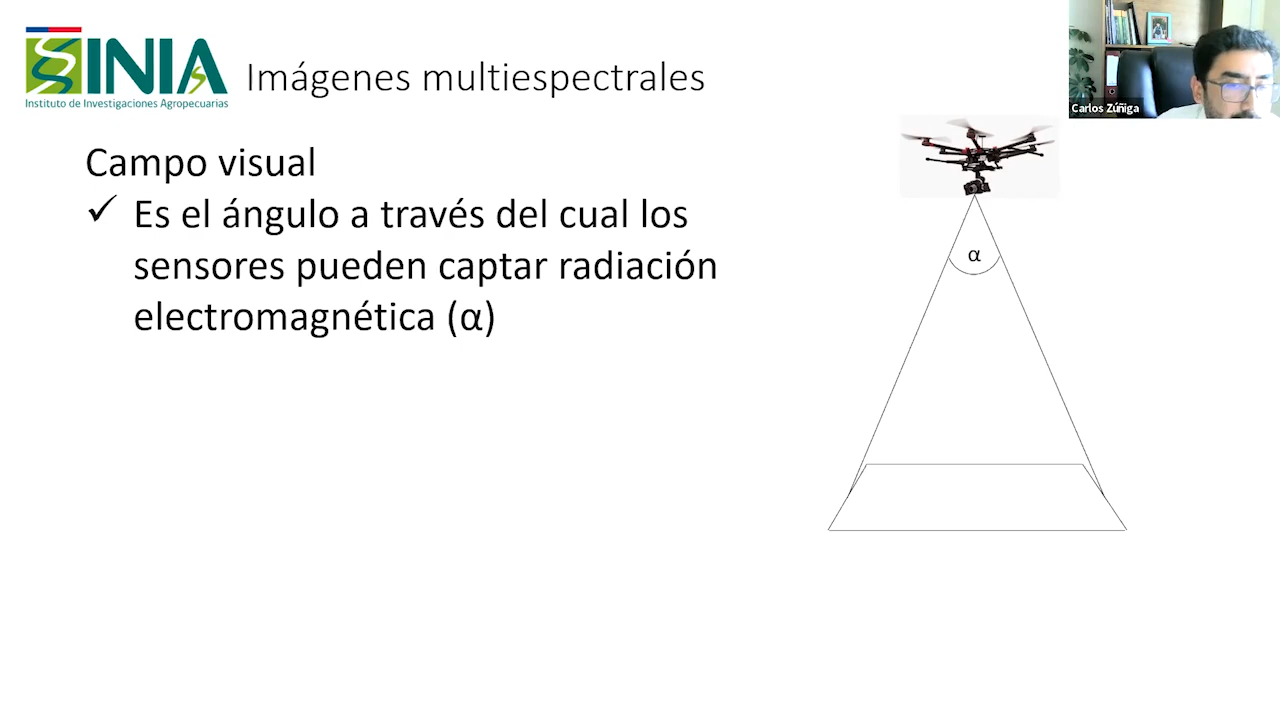 INIA
Instituto de Investigaciones Agropecuarias
Imágenes multiespectrales
Carlos Zúñiga
Campo visual
✓ Es el ángulo a través del cual los
sensores pueden captar radiación
electromagnética (α)
α